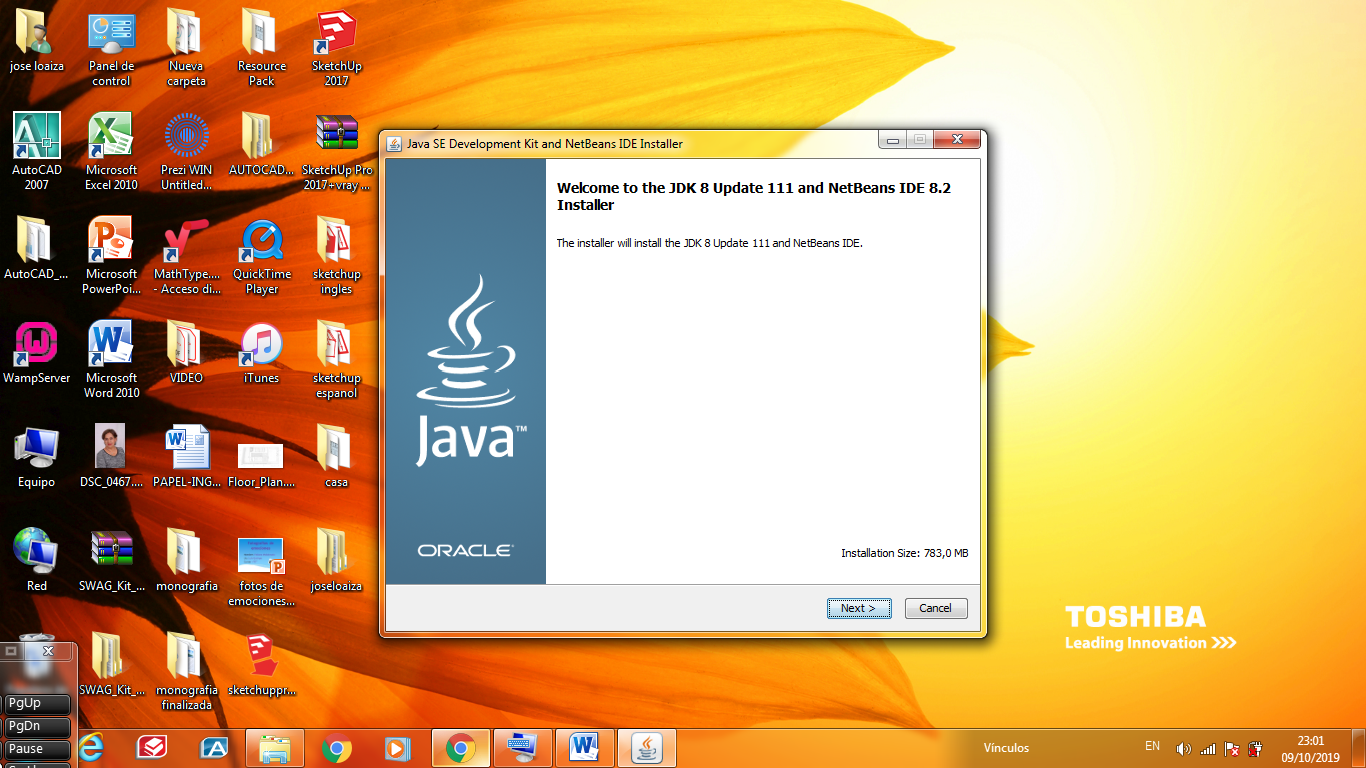 jose loaiza
Panel de
control
Nueva
carpeta
Resource
Pack
SketchUp
2017
AutoCAD
2007
Microsoft
Excel 2010
Prezi WIN
Untitled...
AUTOCAD...
SketchUp Pro
2017+vray ...
AutoCAD_...
Microsoft
PowerPoi...
MathType....
- Acceso di...
QuickTime
Player
sketchup
ingles
WampServer
Microsoft
Word 2010
VIDEO
iTunes
sketchup
espanol
Equipo
DSC_0467....
PAPEL-ING...
Floor_Plan....
casa
Red
SWAG_Kit_...
monografia
fotos de
emociones...
joseloaiza
SWAG_Kit_...
monografia
finalizada
sketchuppr...
PgUp
PgDn
Pause
Java SE Development Kit and NetBeans IDE Installer
Welcome to the JDK 8 Update 111 and NetBeans IDE 8.2
Installer
The installer will install the JDK 8 Update 111 and NetBeans IDE.
Java™
ORACLE®
Installation Size: 783,0 MB
Next >
Cancel
TOSHIBA
Leading Innovation >>>
Vínculos
EN
23:01
09/10/2019